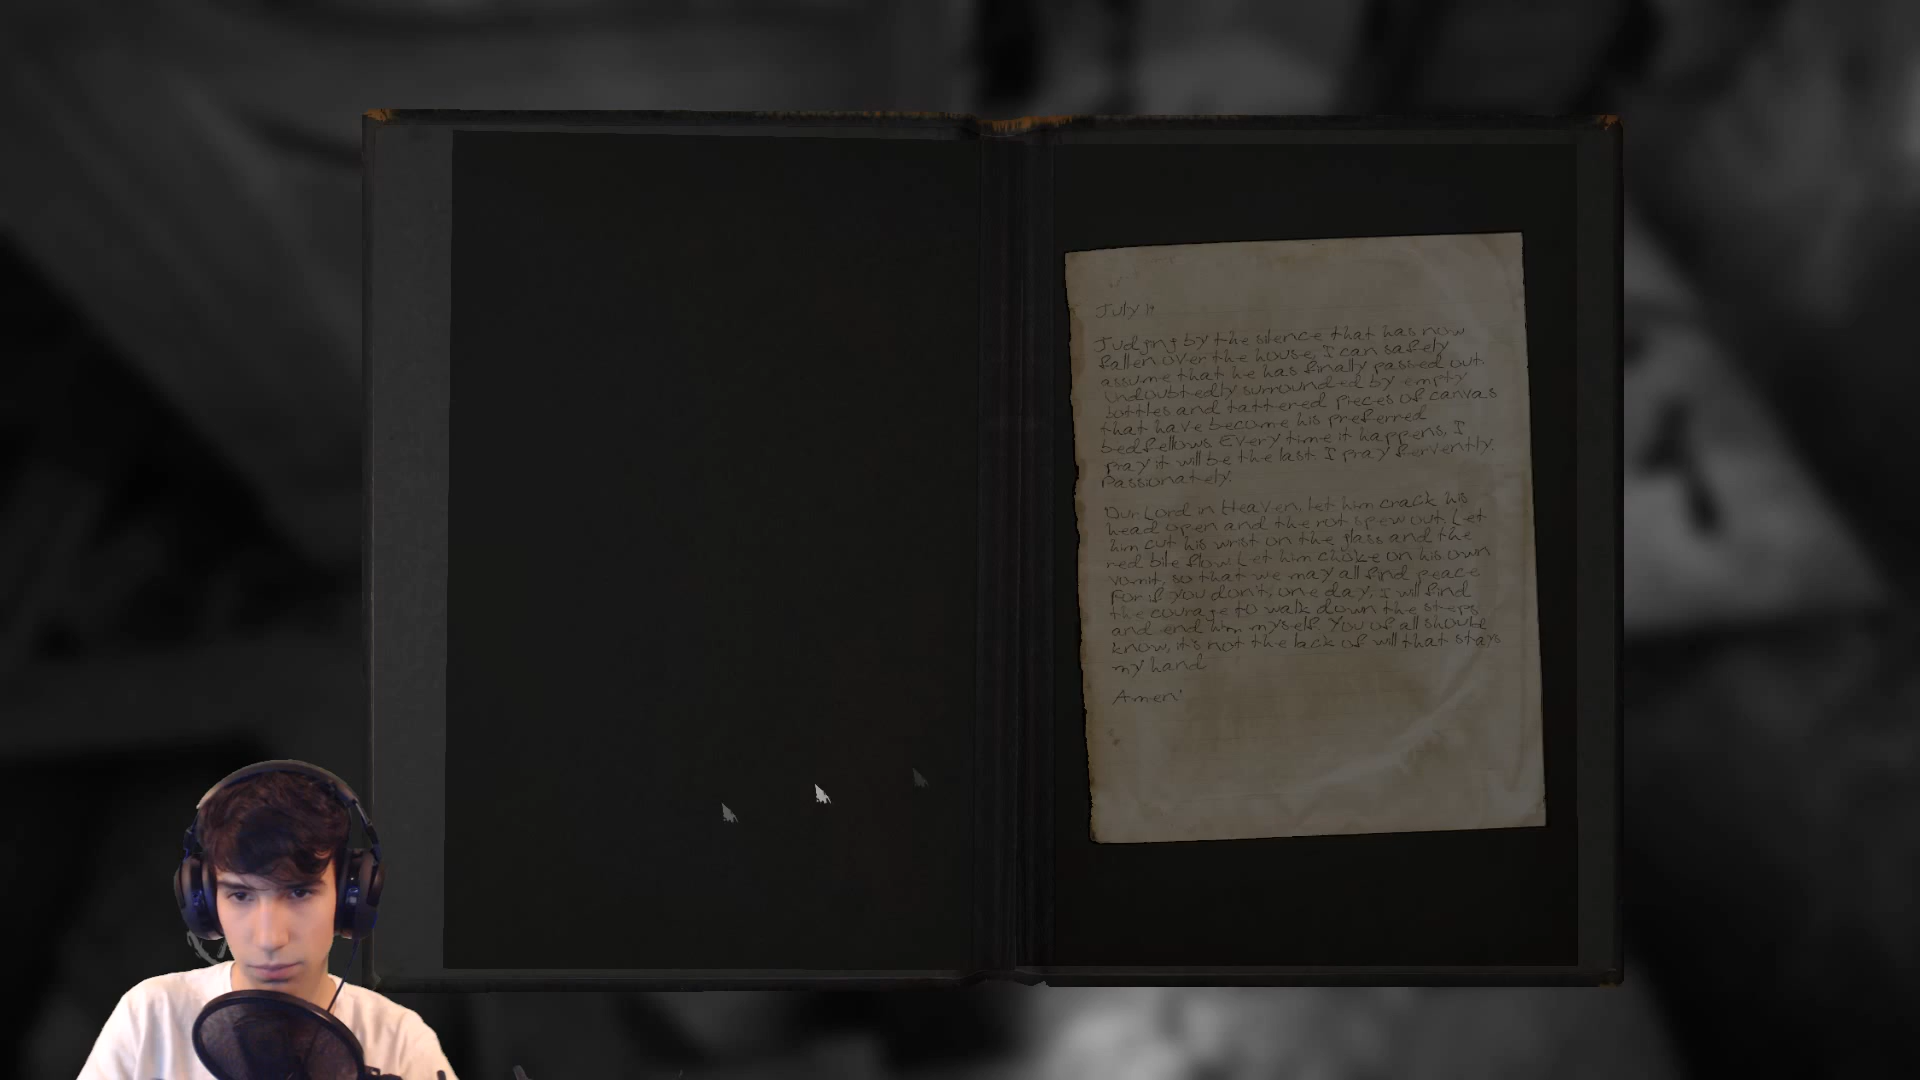 July 19
Judging by the silence that has now
fallen over the house, I can safely
assume that he has finally passed out.
Undoubtedly surrounded by empty
bottles and tattered pieces of canvas
that have become his preferred
bedfellows. Every time it happens, I
pray it will be the last. I pray fervently.
Passionately.
Our Lord in Heaven, let him crack his
head open and the rot spew out. Let
him cut his wrist on the glass and the
red bile flow. Let him choke on his own
vomit, so that we may all find peace
For if you don't, one day, I will find
the courage to walk down the steps
and end him myself. You of all should
know, it's not the lack of will that stays
my hand
Amen'